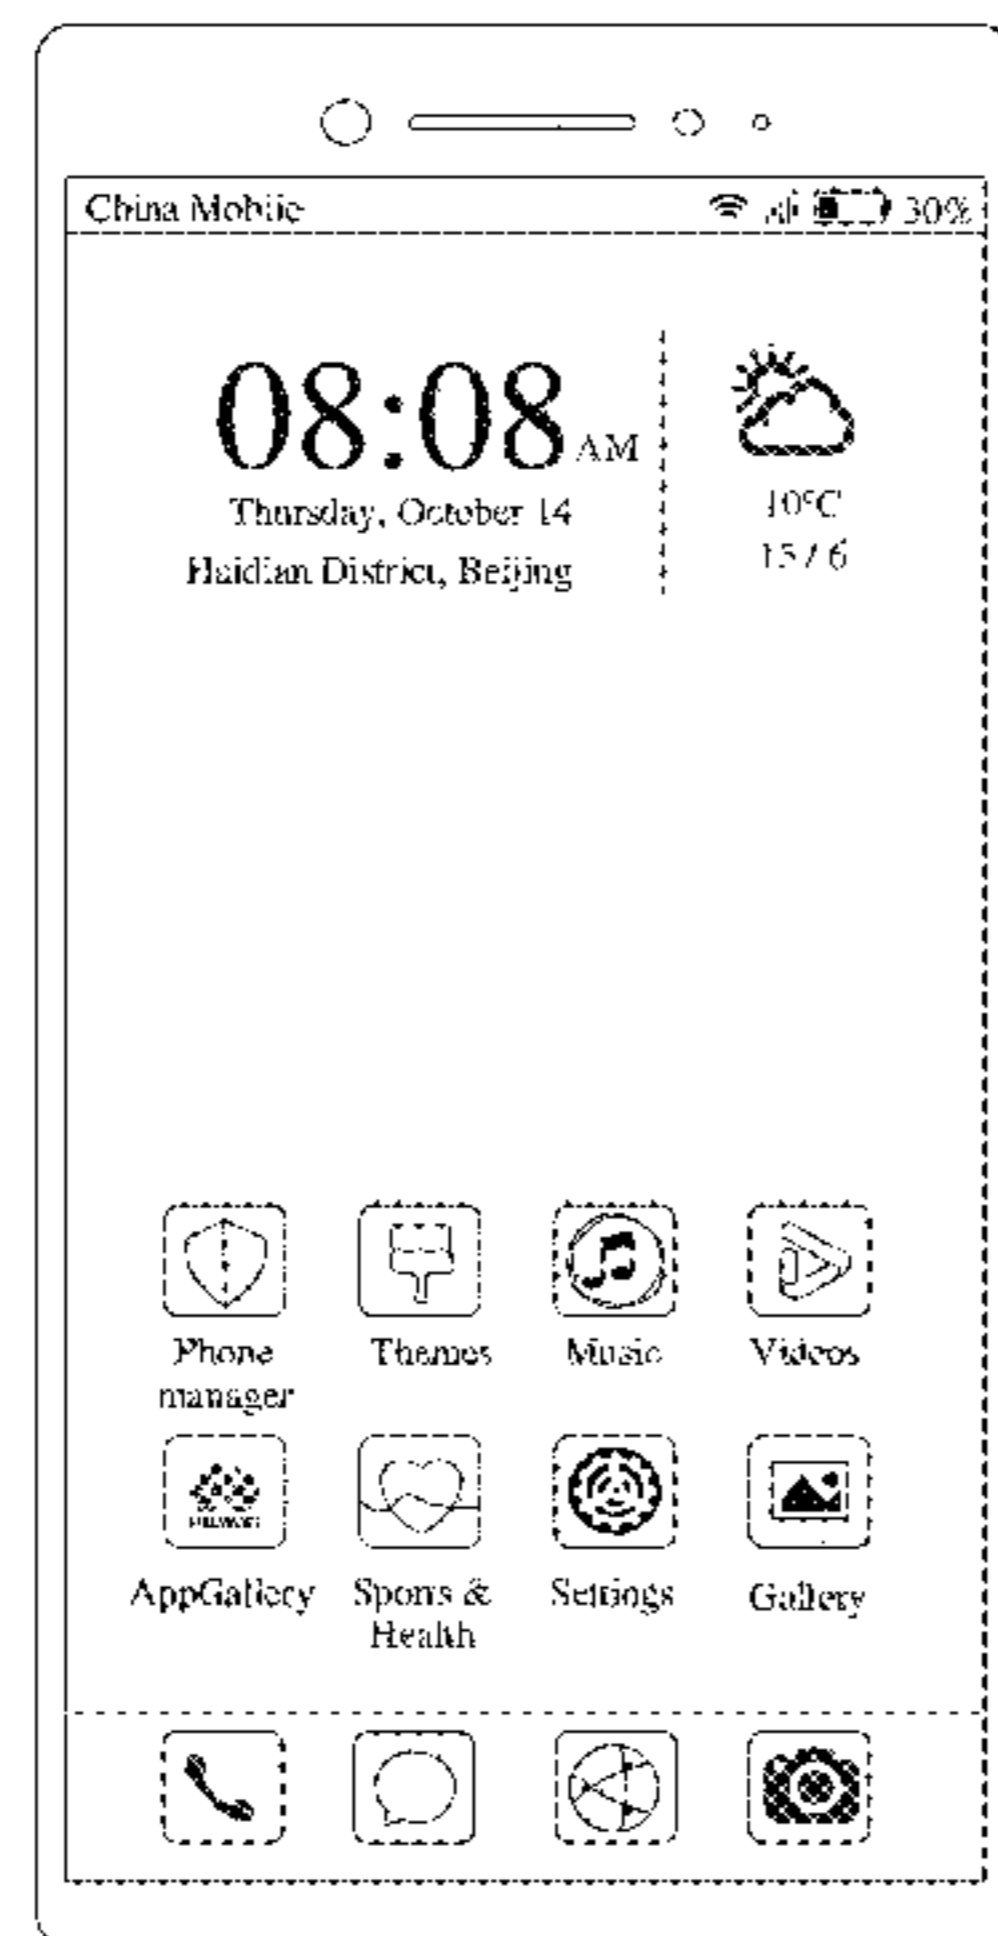 China Mobile 30%
08:08 AM
Thursday, October 14
Haidian District, Beijing
10°C
15 / 6
Phone manager
Themes
Music
Videos
AppGallery
Sports & Health
Settings
Gallery